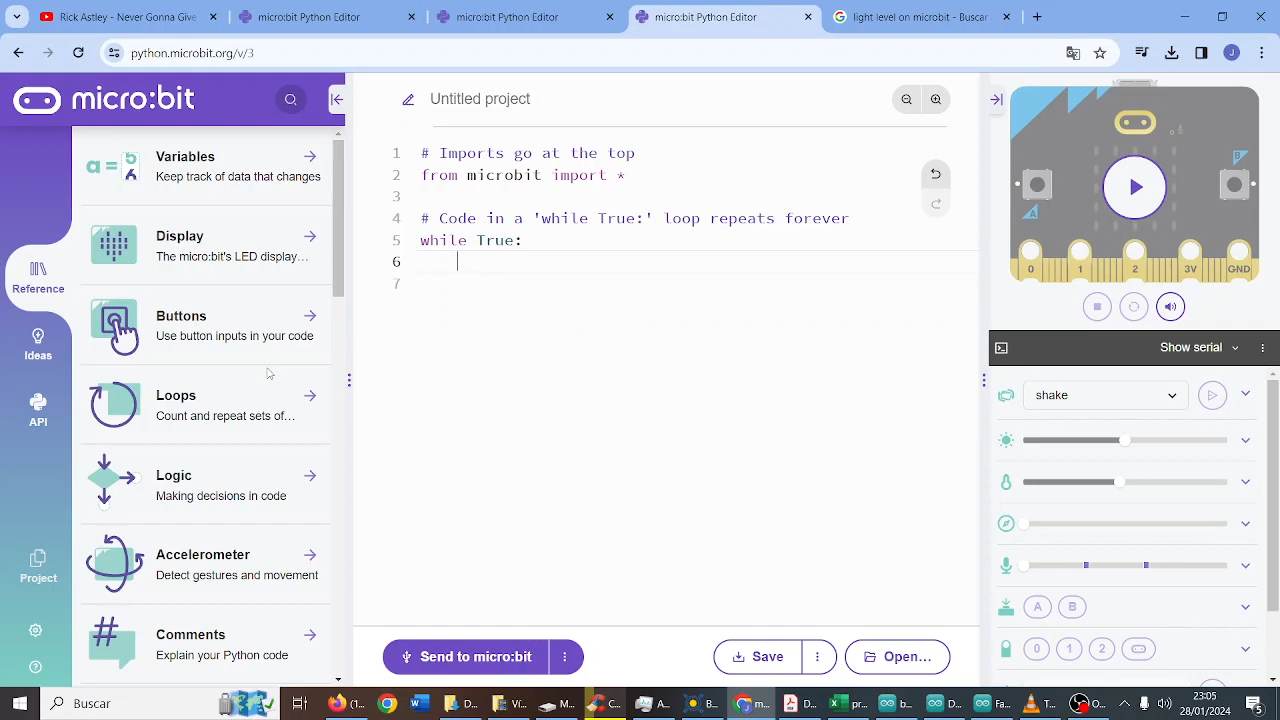 Rick Astley - Never Gonna Give
microbit Python Editor
microbit Python Editor
microbit Python Editor
light level on microbit - Buscar
python.microbit.org/v/3
J
micro:bit
Untitled project
Variables
Keep track of data that changes
Display
The micro:bit's LED display...
Buttons
Use button inputs in your code
Loops
Count and repeat sets of...
Logic
Making decisions in code
Accelerometer
Detect gestures and movement
Comments
Explain your Python code
Reference
Ideas
API
Project
1 # Imports go at the top
2 from microbit import *
3
4 # Code in a 'while True:' loop repeats forever
5 while True:
6
7
Send to micro:bit
Save
Open...
A
B
0 1 2 3V GND
Show serial
shake
A B
0 1 2
Buscar
23:05
28/01/2024